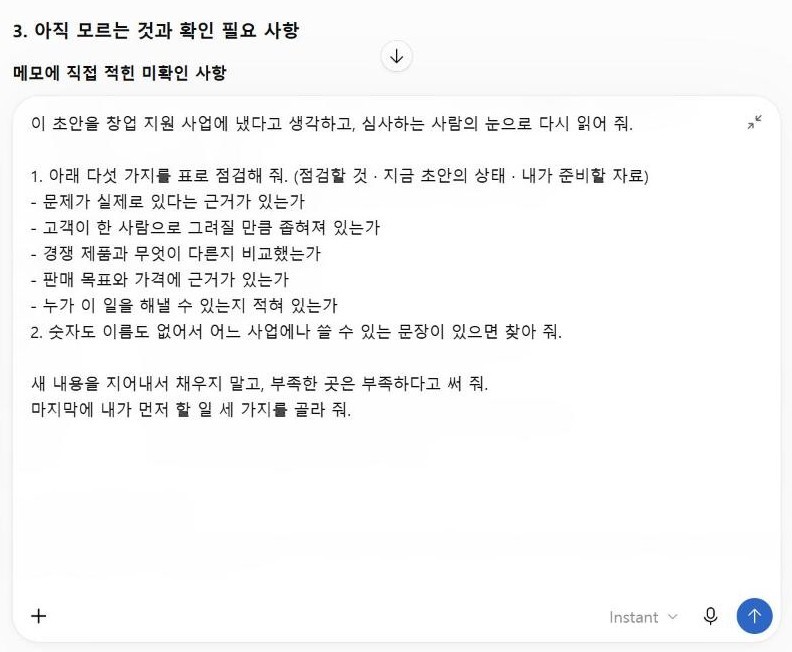 3. 아직 모르는 것과 확인 필요 사항
메모에 직접 적힌 미확인 사항
이 초안을 창업 지원 사업에 냈다고 생각하고, 심사하는 사람의 눈으로 다시 읽어 줘.
1. 아래 다섯 가지를 표로 점검해 줘. (점검할 것 · 지금 초안의 상태 · 내가 준비할 자료)
- 문제가 실제로 있다는 근거가 있는가
- 고객이 한 사람으로 그려질 만큼 좁혀져 있는가
- 경쟁 제품과 무엇이 다른지 비교했는가
- 판매 목표와 가격에 근거가 있는가
- 누가 이 일을 해낼 수 있는지 적혀 있는가
2. 숫자도 이름도 없어서 어느 사업에나 쓸 수 있는 문장이 있으면 찾아 줘.
새 내용을 지어내서 채우지 말고, 부족한 곳은 부족하다고 써 줘.
마지막에 내가 먼저 할 일 세 가지를 골라 줘.
Instant